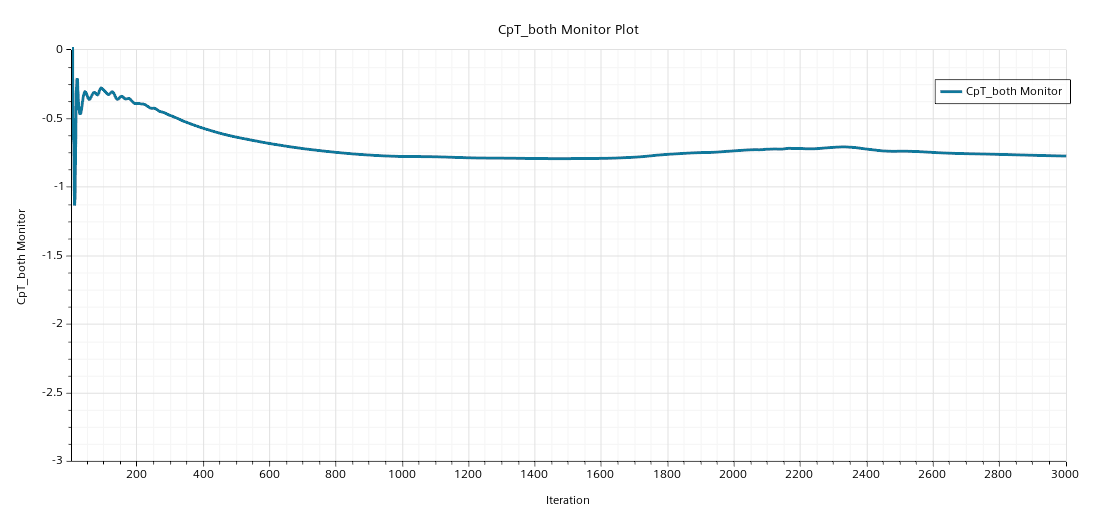 CpT_both Monitor Plot
CpT_both Monitor
0
-0.5
-1
-1.5
-2
-2.5
-3
CpT_both Monitor
200 400 600 800 1000 1200 1400 1600 1800 2000 2200 2400 2600 2800 3000
Iteration